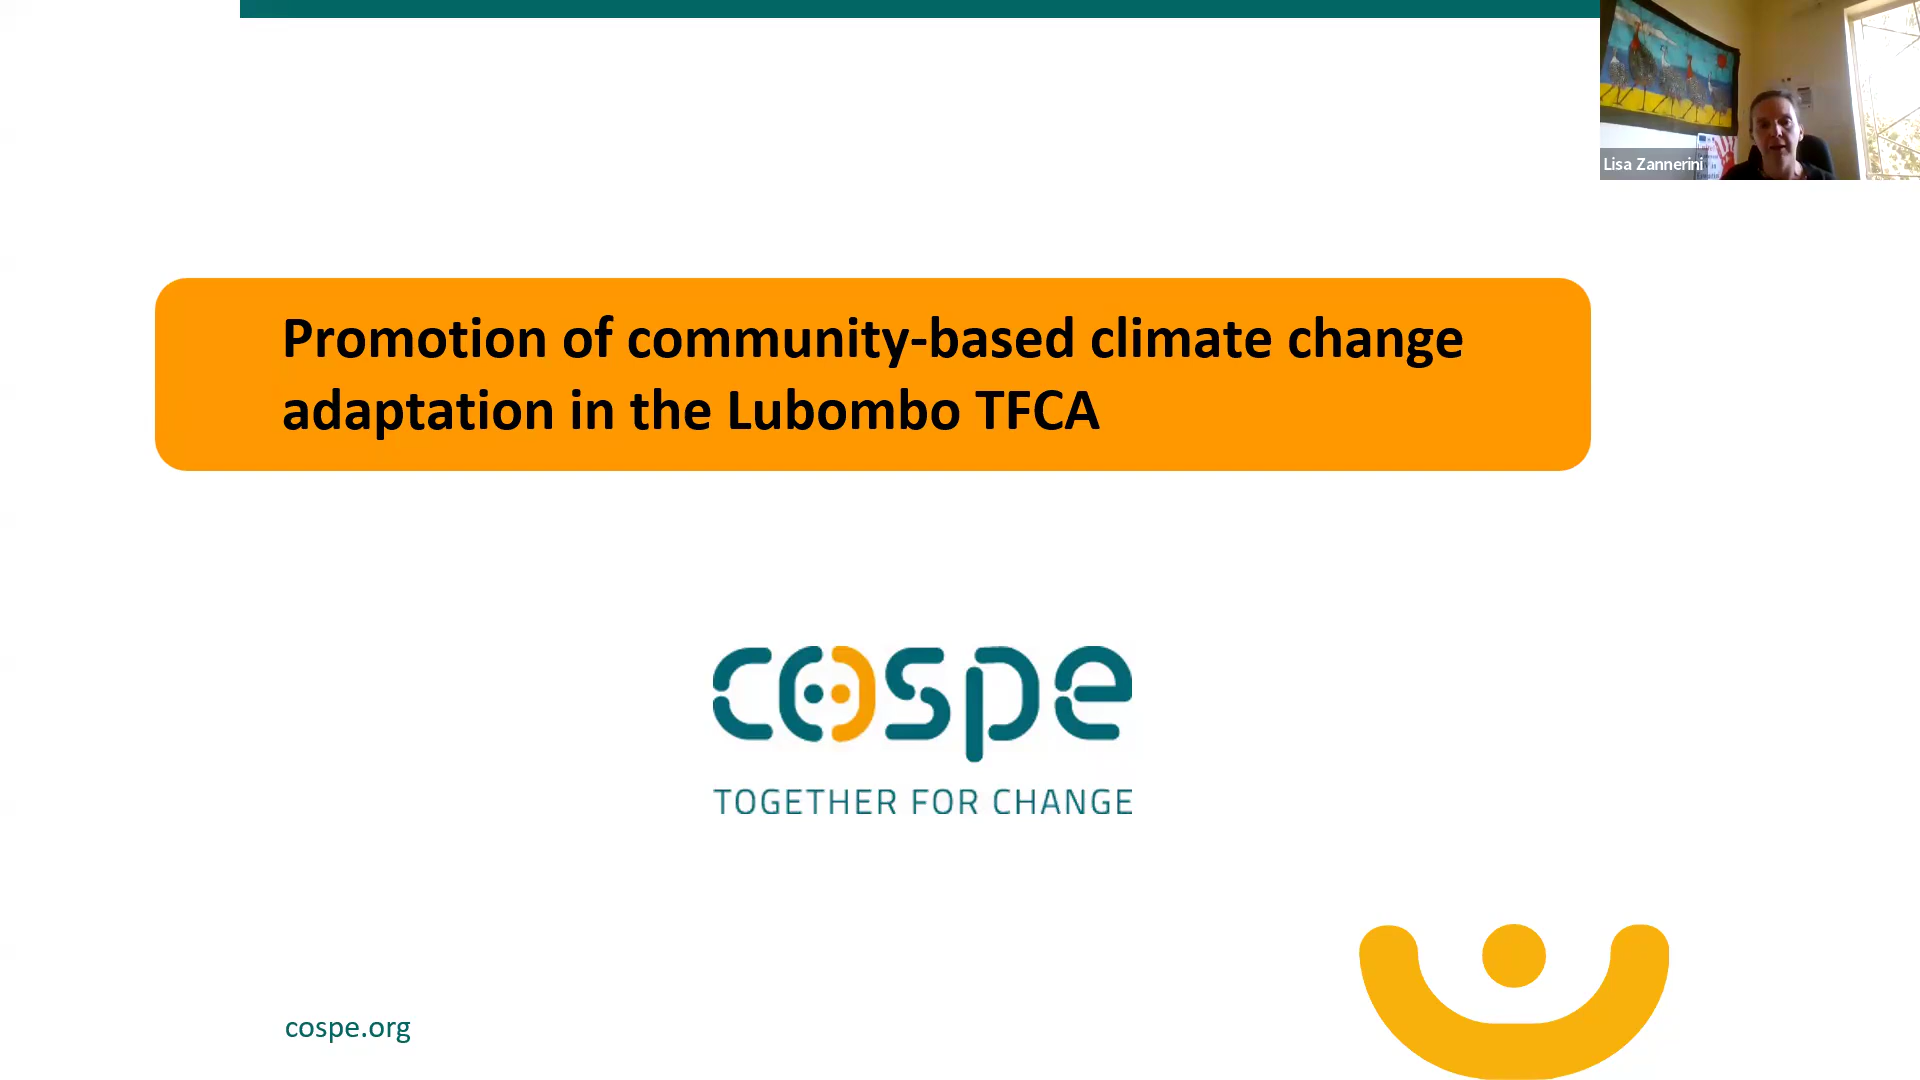 Lisa Zannerini
Promotion of community-based climate change
adaptation in the Lubombo TFCA
cospe
TOGETHER FOR CHANGE
cospe.org